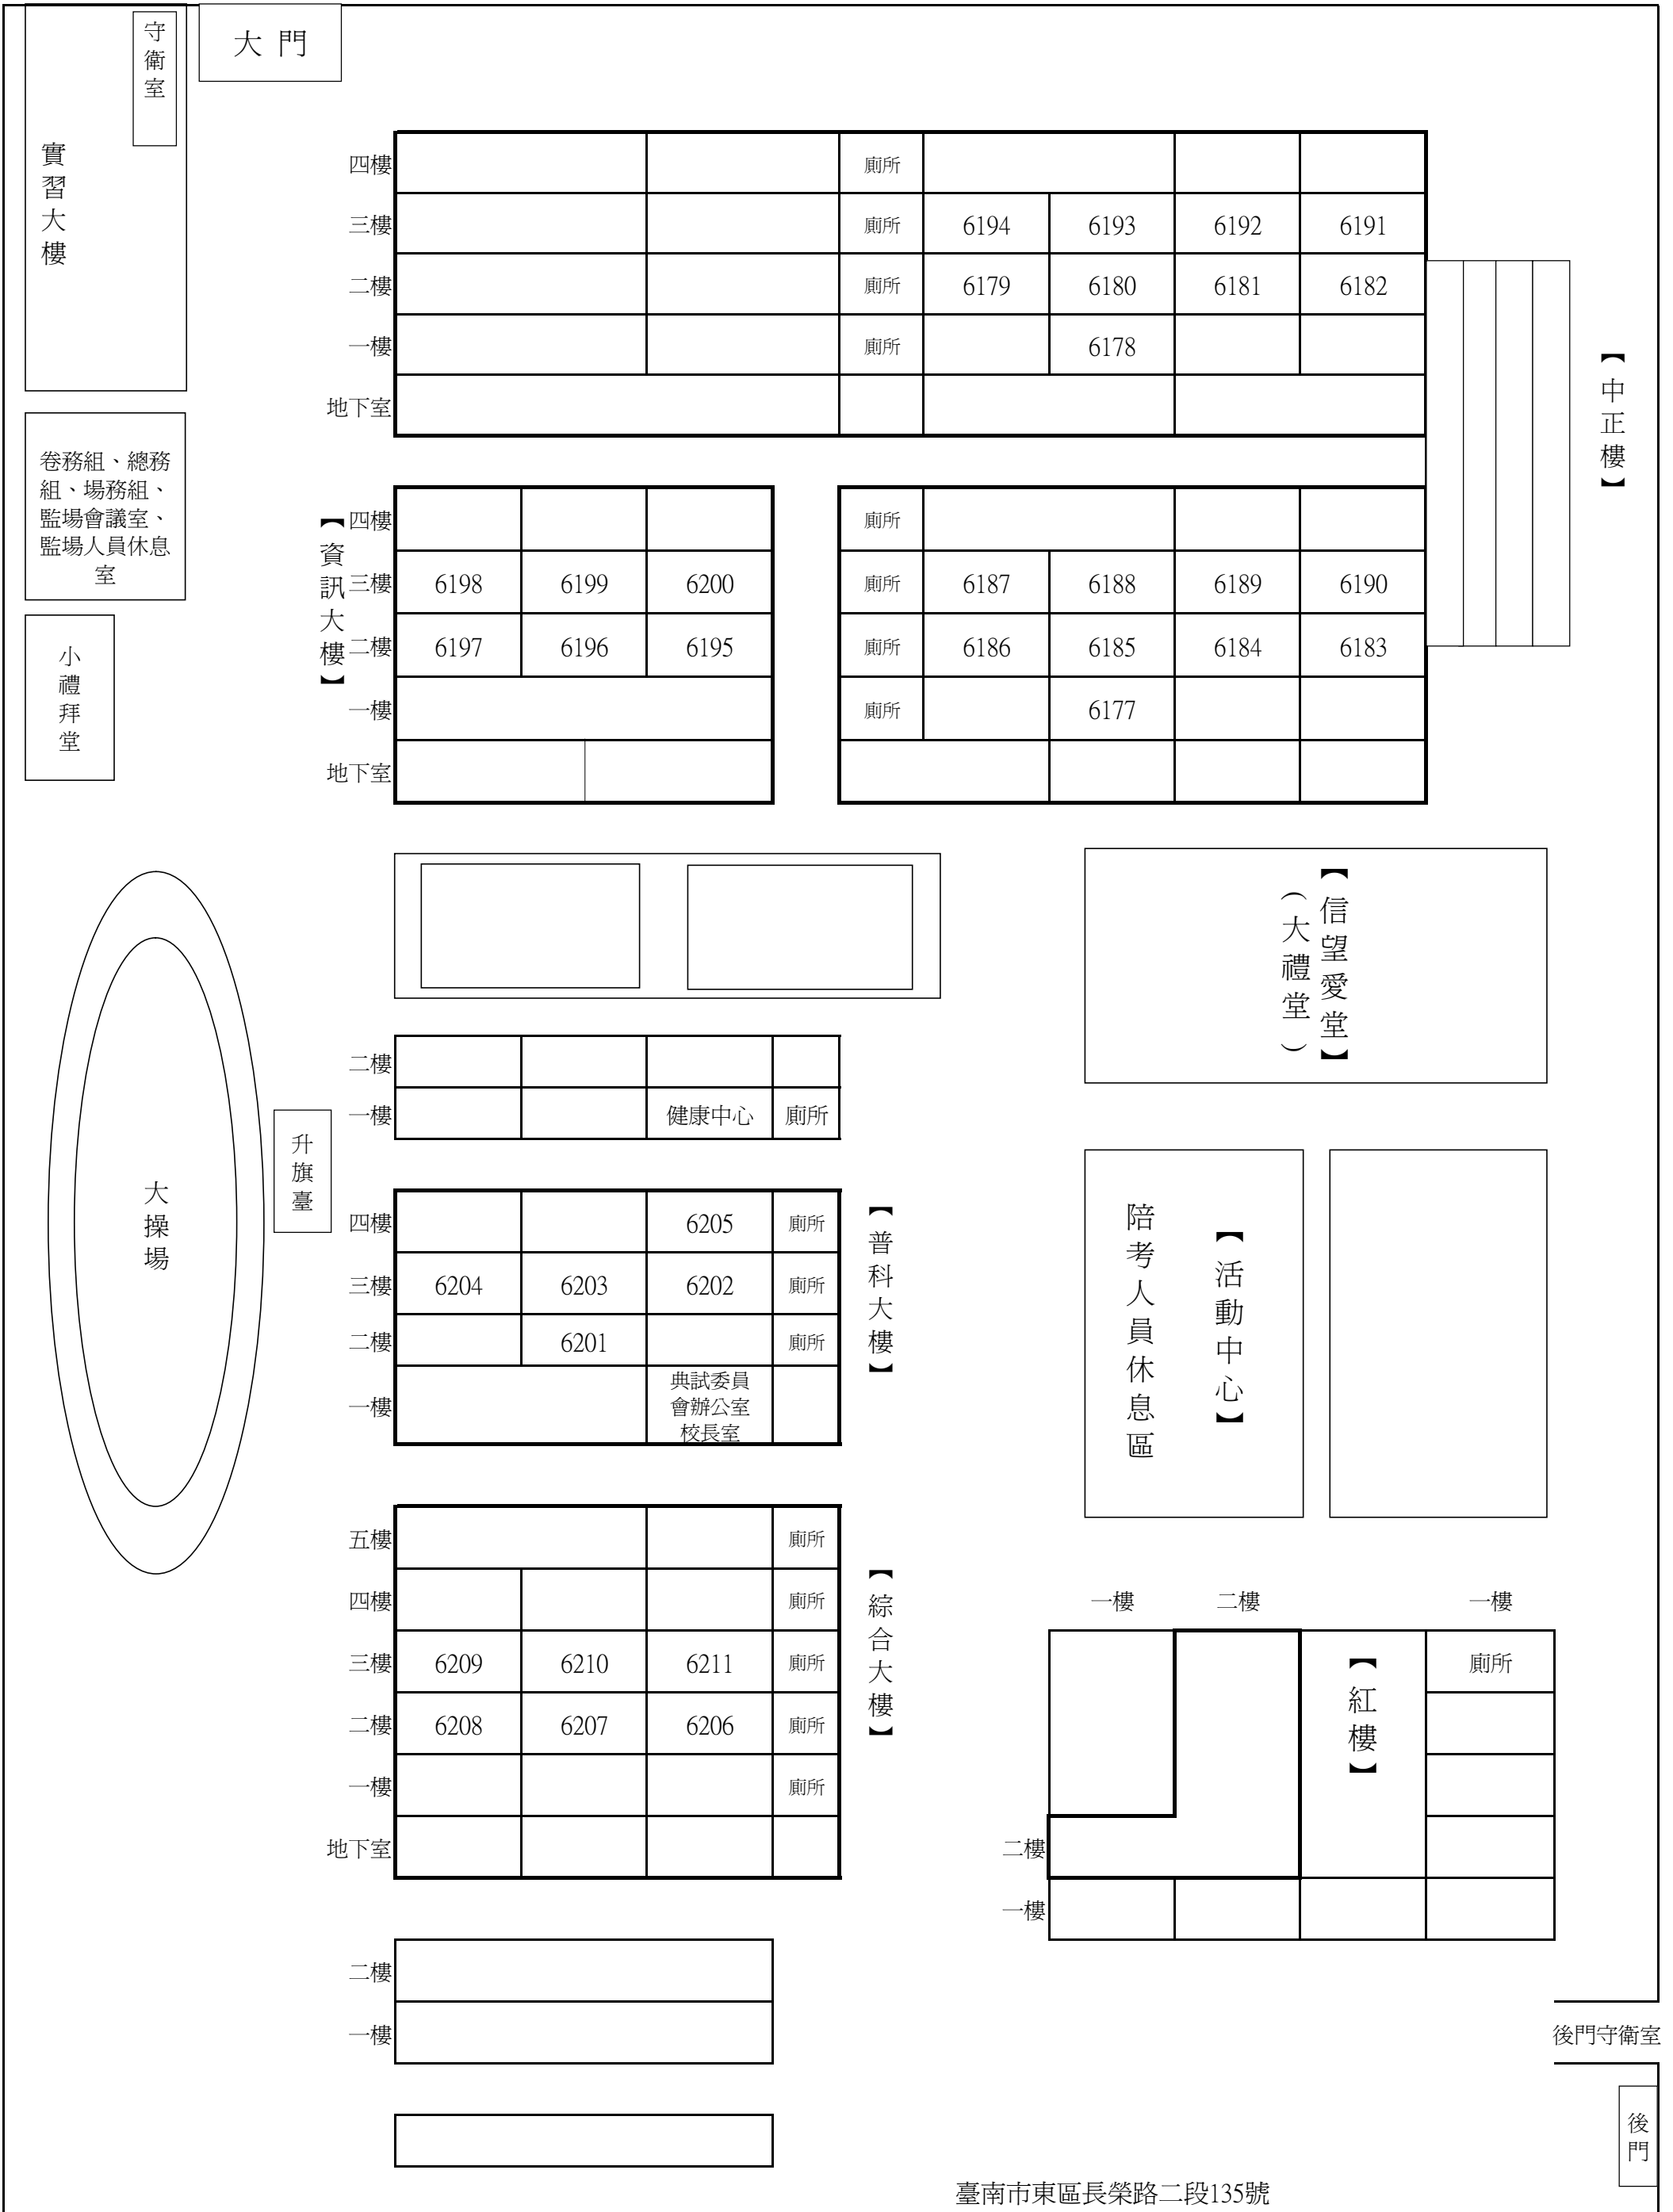 守衛室
大 門
實習大樓
四樓 廁所
三樓 廁所 6194 6193 6192 6191
二樓 廁所 6179 6180 6181 6182
一樓 廁所 6178
地下室
【中正樓】
卷務組、總務
組、場務組、
監場會議室、
監場人員休息
室
小禮拜堂
【資訊大樓】
四樓 廁所
三樓 6198 6199 6200 廁所 6187 6188 6189 6190
二樓 6197 6196 6195 廁所 6186 6185 6184 6183
一樓 廁所 6177
地下室
【信望愛堂】
（大禮堂）
大操場
升旗臺
二樓
一樓 健康中心 廁所
四樓 6205 廁所
三樓 6204 6203 6202 廁所
二樓 6201 廁所
一樓
典試委員
會辦公室
校長室
【普科大樓】
【活動中心】
陪考人員休息區
五樓 廁所
四樓 廁所
三樓 6209 6210 6211 廁所
二樓 6208 6207 6206 廁所
一樓 廁所
地下室
【綜合大樓】
一樓 二樓 一樓
【紅樓】
廁所
二樓
一樓
二樓
一樓
後門守衛室
後門
臺南市東區長榮路二段135號